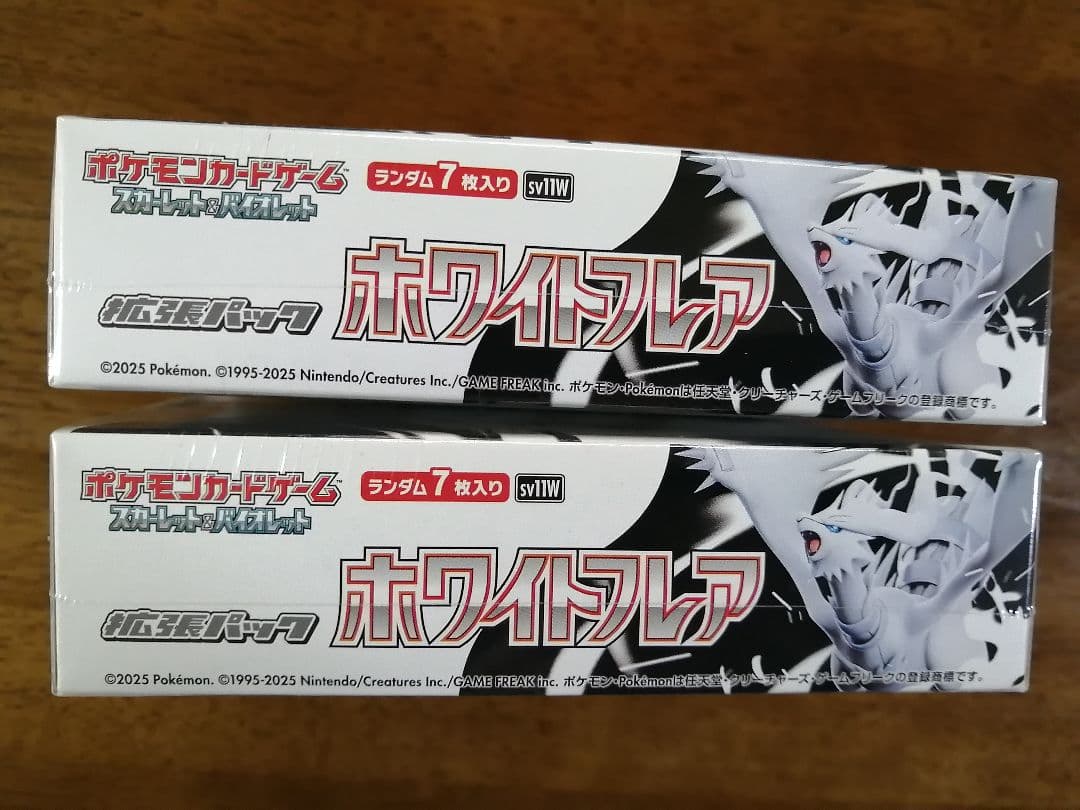 ポケモンカードゲーム™
スカーレット&バイオレット
ランダム7枚入り
sv11W
拡張パック
ホワイトフレア
©2025 Pokémon. ©1995-2025 Nintendo/Creatures Inc./GAME FREAK inc. ポケモン・Pokémonは任天堂・クリーチャーズ・ゲームフリークの登録商標です。
ポケモンカードゲーム™
スカーレット&バイオレット
ランダム7枚入り
sv11W
拡張パック
ホワイトフレア
©2025 Pokémon. ©1995-2025 Nintendo/Creatures Inc./GAME FREAK inc. ポケモン・Pokémonは任天堂・クリーチャーズ・ゲームフリークの登録商標です。